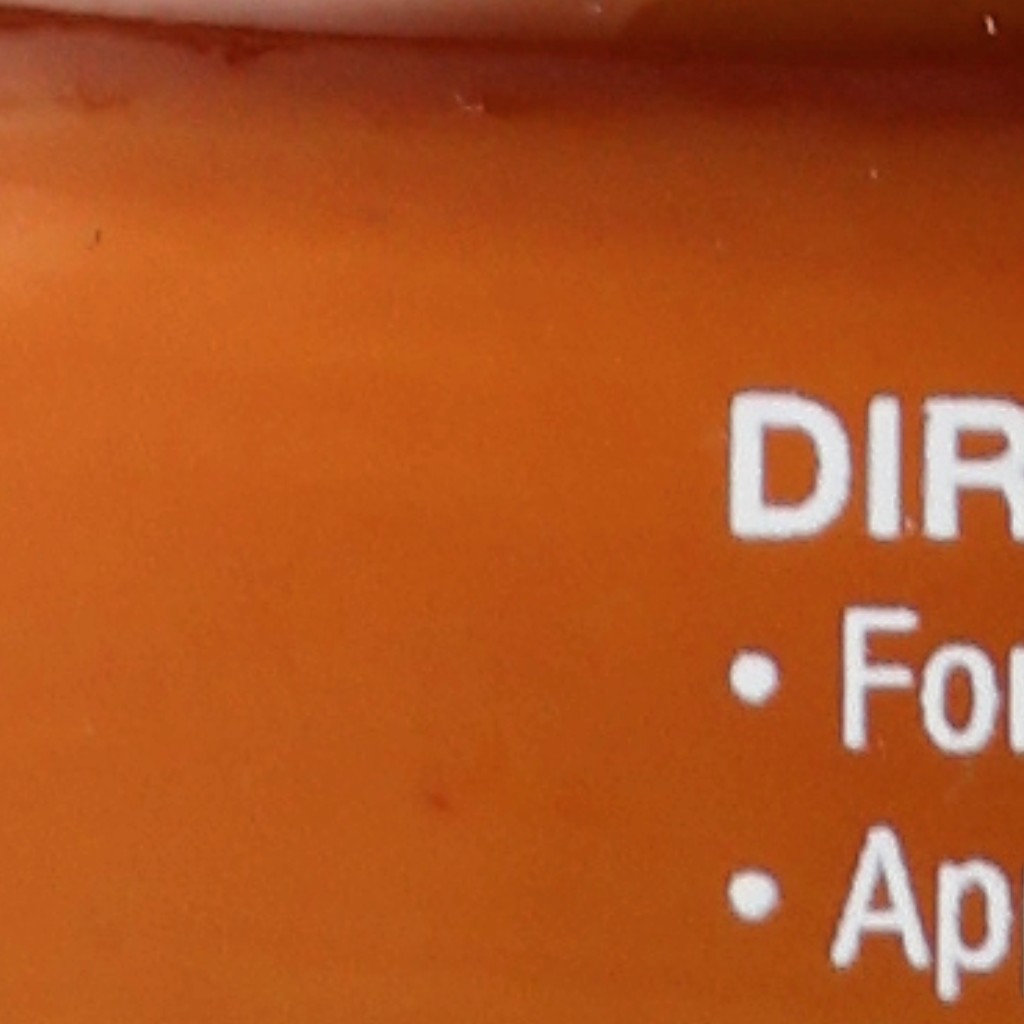 DIR
• For
• Ap